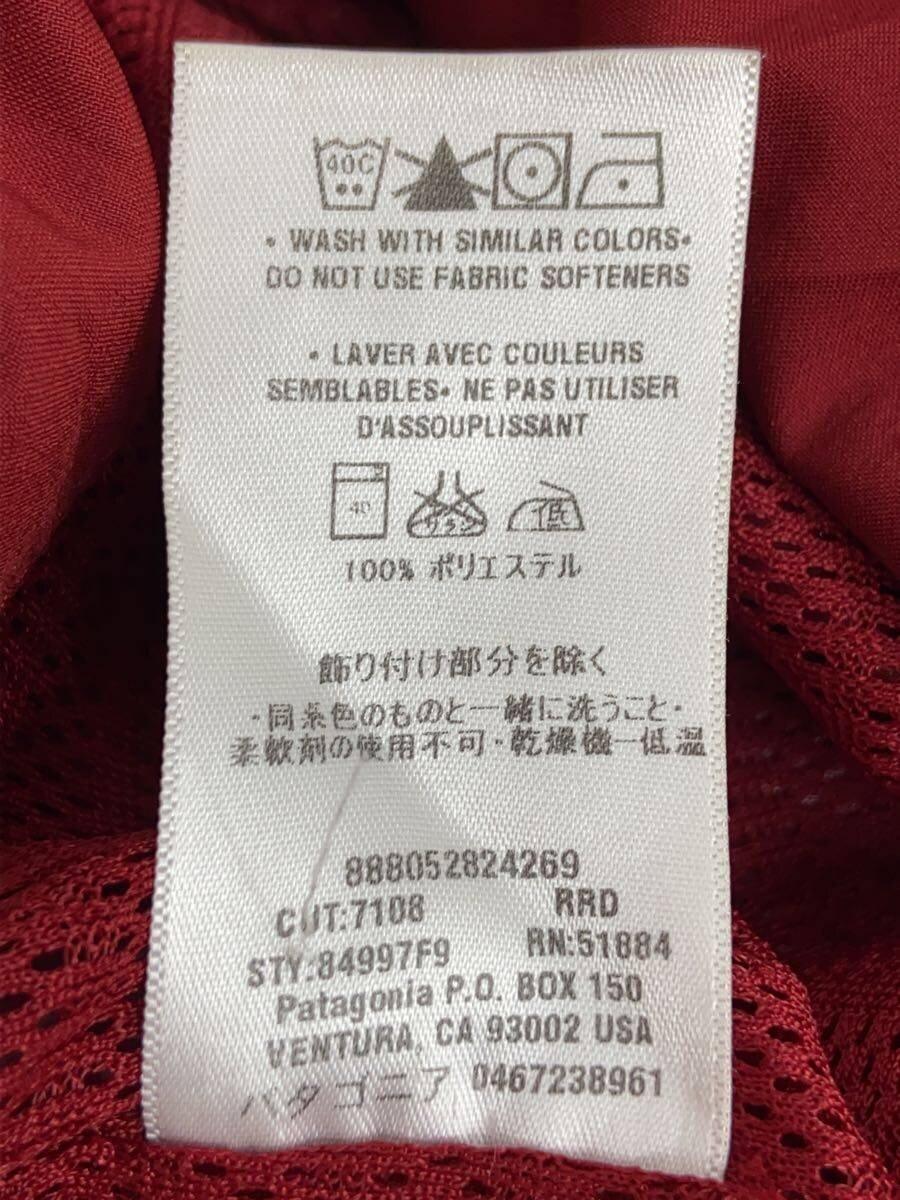 40C
• WASH WITH SIMILAR COLORS•
DO NOT USE FABRIC SOFTENERS
• LAVER AVEC COULEURS
SEMBLABLES• NE PAS UTILISER
D'ASSOUPLISSANT
40 低
100% ポリエステル
飾り付け部分を除く
・同系色のものと一緒に洗うこと・
柔軟剤の使用不可・乾燥機ー低温
888052824269
CUT:7108 RRD
STY:84997F9 RN:51884
Patagonia P.O. BOX 150
VENTURA, CA 93002 USA
パタゴニア 0467238961